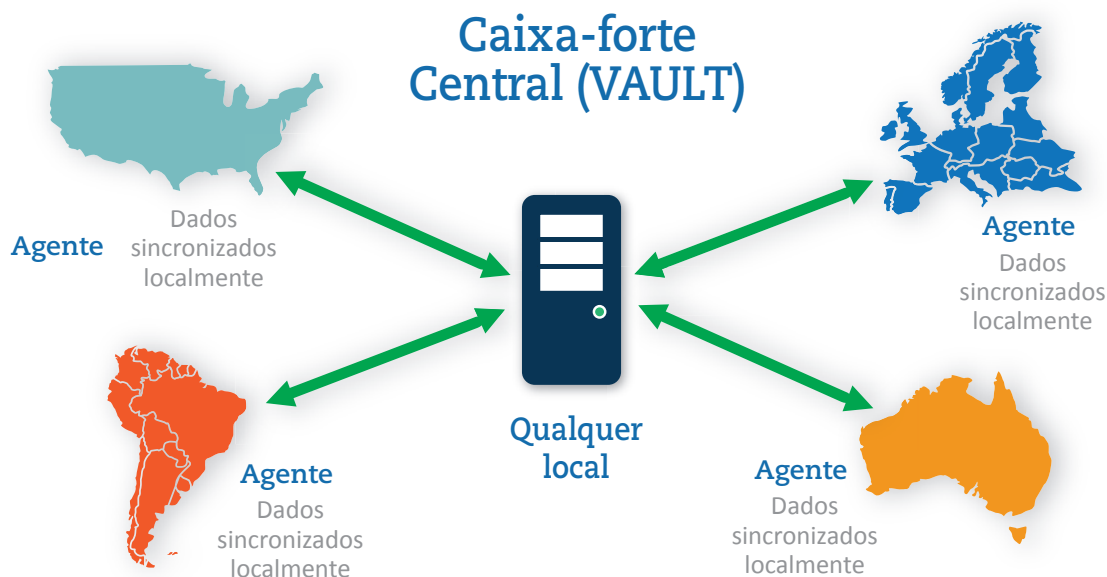 Caixa-forte
Central (VAULT)
Agente
Dados
sincronizados
localmente
Agente
Dados
sincronizados
localmente
Qualquer
local
Agente
Dados
sincronizados
localmente
Agente
Dados
sincronizados
localmente